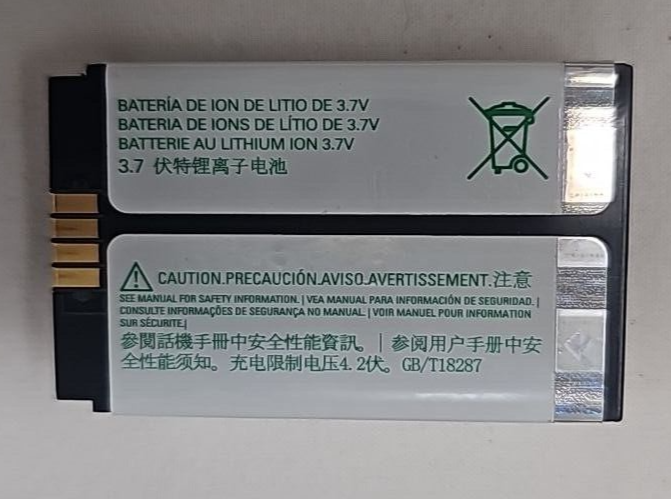 BATERÍA DE ION DE LITIO DE 3.7V
BATERIA DE IONS DE LÍTIO DE 3.7V
BATTERIE AU LITHIUM ION 3.7V
3.7 伏特锂离子电池
CAUTION.PRECAUCIÓN.AVISO.AVERTISSEMENT.注意
SEE MANUAL FOR SAFETY INFORMATION. | VEA MANUAL PARA INFORMACIÓN DE SEGURIDAD. |
CONSULTE INFORMAÇÕES DE SEGURANÇA NO MANUAL. | VOIR MANUEL POUR INFORMATION
SUR SÉCURITE.|
參閱話機手冊中安全性能資訊。| 参阅用户手册中安
全性能须知。充电限制电压4.2伏。GB/T18287